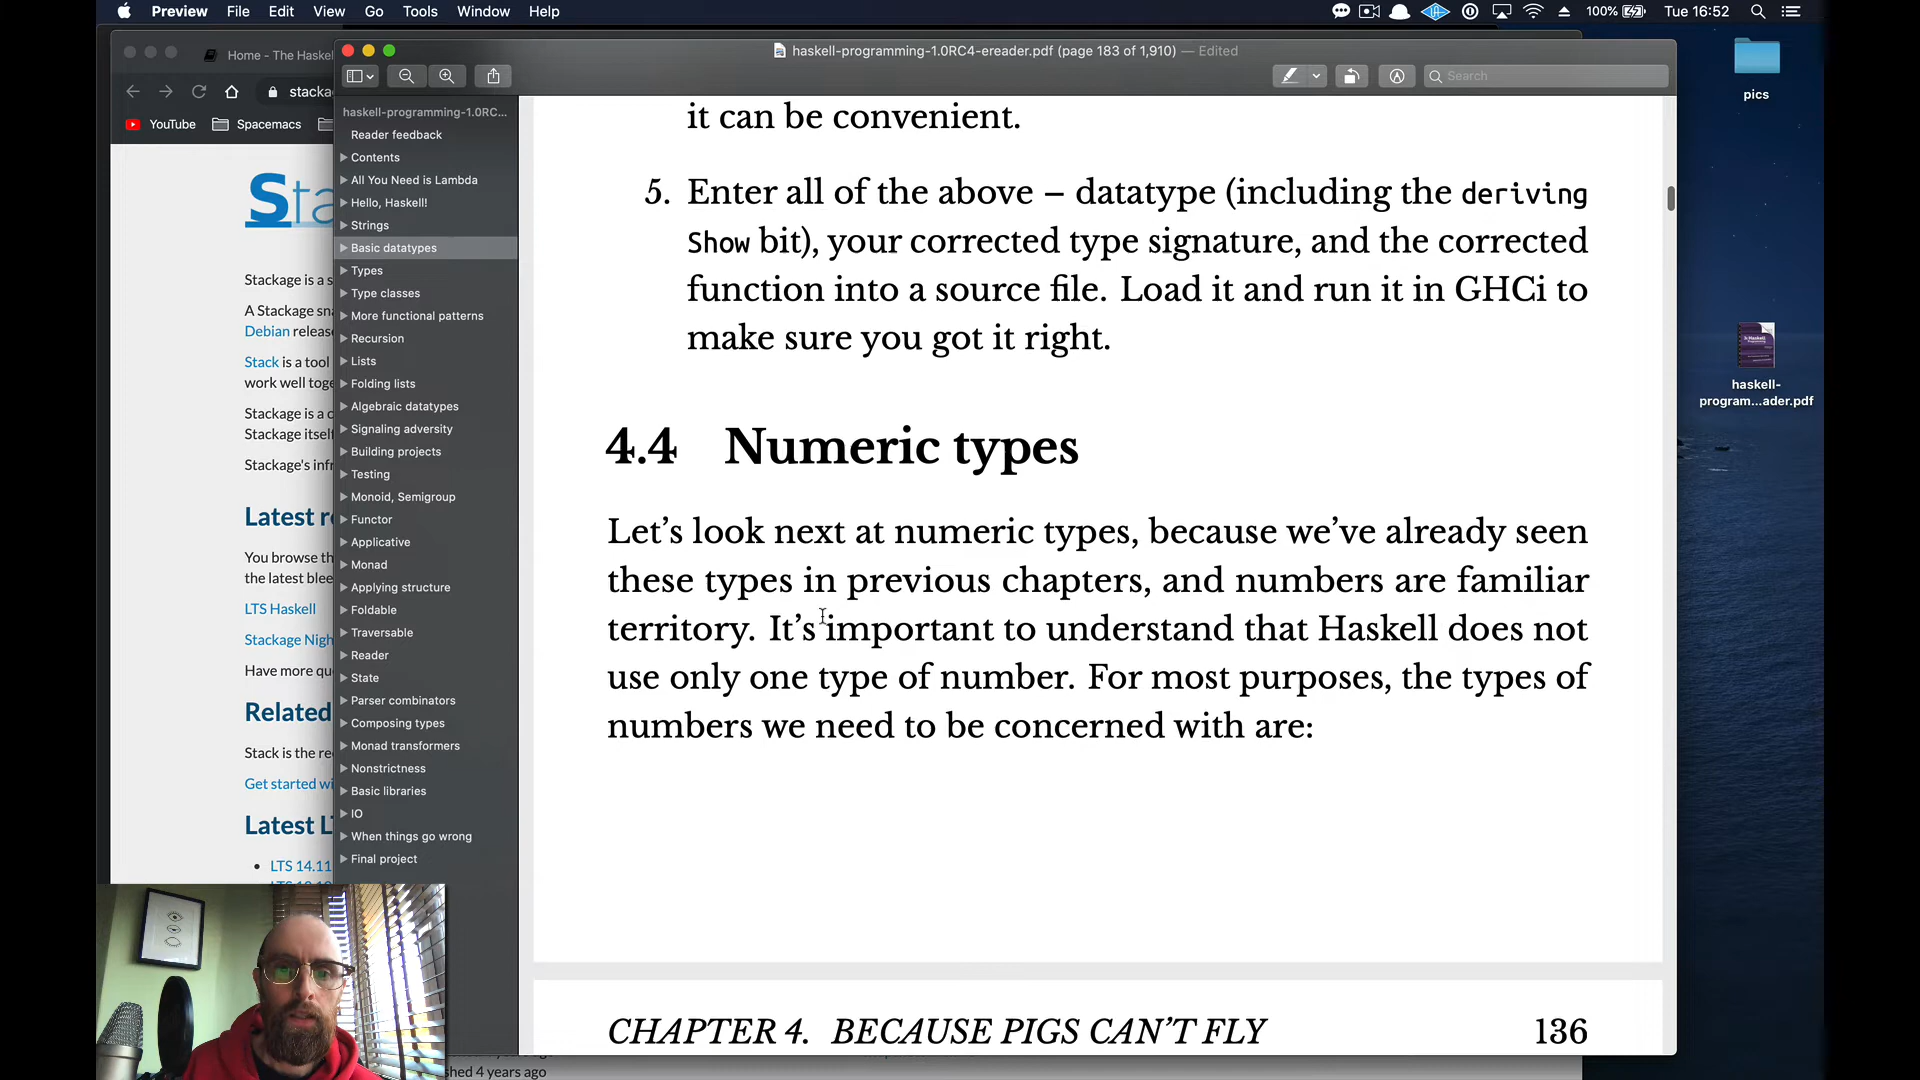 Preview File Edit View Go Tools Window Help
100% Tue 16:52
Home - The Haskel
haskell-programming-1.0RC4-ereader.pdf (page 183 of 1,910) — Edited
stacka
Search
YouTube Spacemacs
pics
haskell-programming-1.0RC...
Reader feedback
Contents
All You Need is Lambda
Hello, Haskell!
Strings
Basic datatypes
Types
Type classes
More functional patterns
Recursion
Lists
Folding lists
Algebraic datatypes
Signaling adversity
Building projects
Testing
Monoid, Semigroup
Functor
Applicative
Monad
Applying structure
Foldable
Traversable
Reader
State
Parser combinators
Composing types
Monad transformers
Nonstrictness
Basic libraries
IO
When things go wrong
Final project
it can be convenient.
5. Enter all of the above – datatype (including the deriving
Show bit), your corrected type signature, and the corrected
function into a source file. Load it and run it in GHCi to
make sure you got it right.
4.4 Numeric types
Let's look next at numeric types, because we've already seen
these types in previous chapters, and numbers are familiar
territory. It's important to understand that Haskell does not
use only one type of number. For most purposes, the types of
numbers we need to be concerned with are:
CHAPTER 4. BECAUSE PIGS CAN'T FLY 136
haskell-
program...ader.pdf
Sta
Stackage is a s
A Stackage sna
Debian releas
Stack is a tool
work well toge
Stackage is a c
Stackage itsel
Stackage's infr
Latest re
You browse th
the latest blee
LTS Haskell
Stackage Nigh
Have more que
Related
Stack is the re
Get started wi
Latest L
LTS 14.11
shed 4 years ago